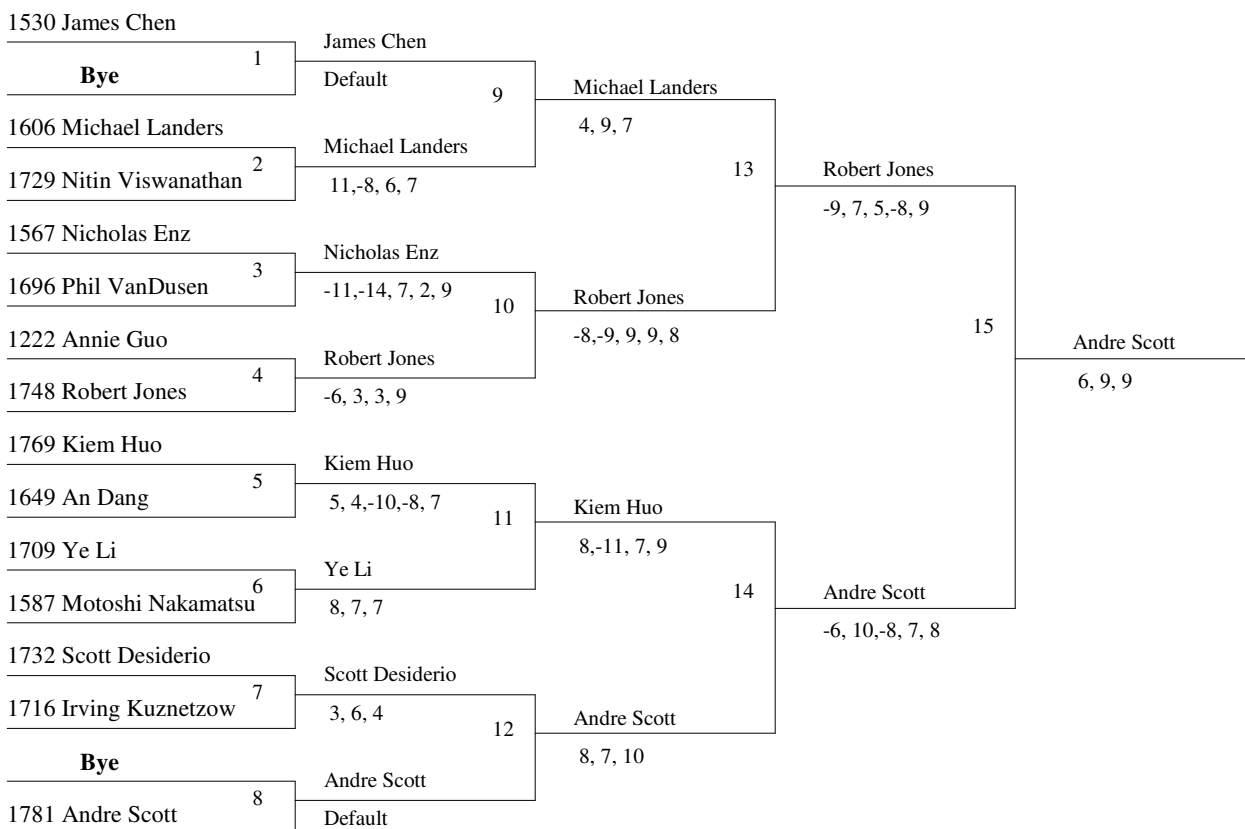 1530 James Chen
1
Bye
James Chen
Default
9
1606 Michael Landers
2
1729 Nitin Viswanathan
Michael Landers
11,-8, 6, 7
Michael Landers
4, 9, 7
13
1567 Nicholas Enz
3
1696 Phil VanDusen
Nicholas Enz
-11,-14, 7, 2, 9
10
1222 Annie Guo
4
1748 Robert Jones
Robert Jones
-6, 3, 3, 9
Robert Jones
-8,-9, 9, 9, 8
Robert Jones
-9, 7, 5,-8, 9
15
1769 Kiem Huo
5
1649 An Dang
Kiem Huo
5, 4,-10,-8, 7
11
1709 Ye Li
6
1587 Motoshi Nakamatsu
Ye Li
8, 7, 7
Kiem Huo
8,-11, 7, 9
14
1732 Scott Desiderio
7
1716 Irving Kuznetzow
Scott Desiderio
3, 6, 4
12
Bye
8
1781 Andre Scott
Andre Scott
Default
Andre Scott
8, 7, 10
Andre Scott
-6, 10,-8, 7, 8
Andre Scott
6, 9, 9